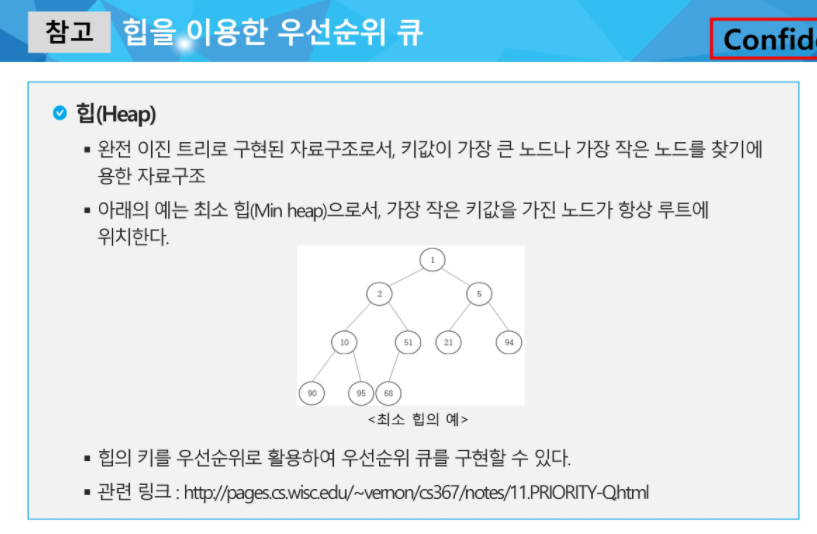 참고 힙을 이용한 우선순위 큐
Confid
힙(Heap)
▪ 완전 이진 트리로 구현된 자료구조로서, 키값이 가장 큰 노드나 가장 작은 노드를 찾기에
용한 자료구조
▪ 아래의 예는 최소 힙(Min heap)으로서, 가장 작은 키값을 가진 노드가 항상 루트에
위치한다.
1
2 5
10 51 21 94
90 95 68
<최소 힙의 예>
▪ 힙의 키를 우선순위로 활용하여 우선순위 큐를 구현할 수 있다.
▪ 관련 링크 : http://pages.cs.wisc.edu/~vernon/cs367/notes/11.PRIORITY-Q.html